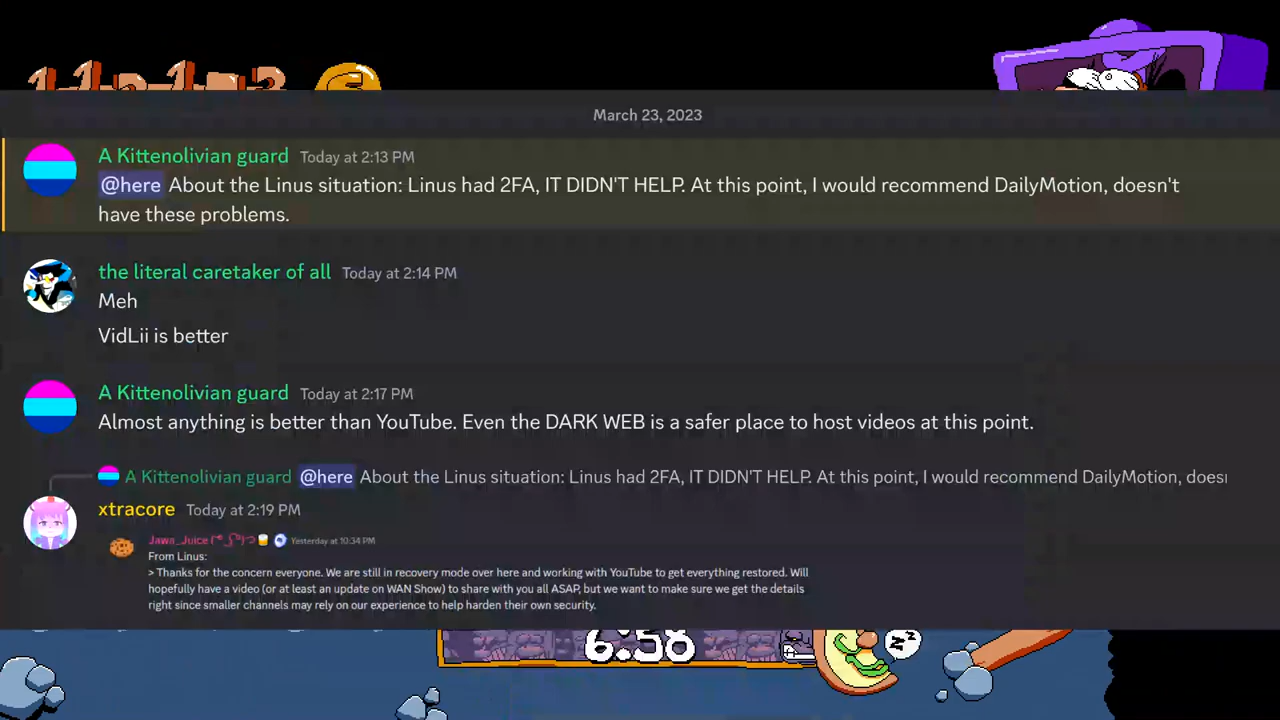 March 23, 2023
A Kittenolivian guard Today at 2:13 PM
@here About the Linus situation: Linus had 2FA, IT DIDN'T HELP. At this point, I would recommend DailyMotion, doesn't
have these problems.
the literal caretaker of all Today at 2:14 PM
Meh
VidLii is better
A Kittenolivian guard Today at 2:17 PM
Almost anything is better than YouTube. Even the DARK WEB is a safer place to host videos at this point.
A Kittenolivian guard @here About the Linus situation: Linus had 2FA, IT DIDN'T HELP. At this point, I would recommend DailyMotion, does
xtracore Today at 2:19 PM
Jawa_Juice Yesterday at 10:34 PM
From Linus:
> Thanks for the concern everyone. We are still in recovery mode over here and working with YouTube to get everything restored. Will
hopefully have a video (or at least an update on WAN Show) to share with you all ASAP, but we want to make sure we get the details
right since smaller channels may rely on our experience to help harden their own security.
6:58
zzz